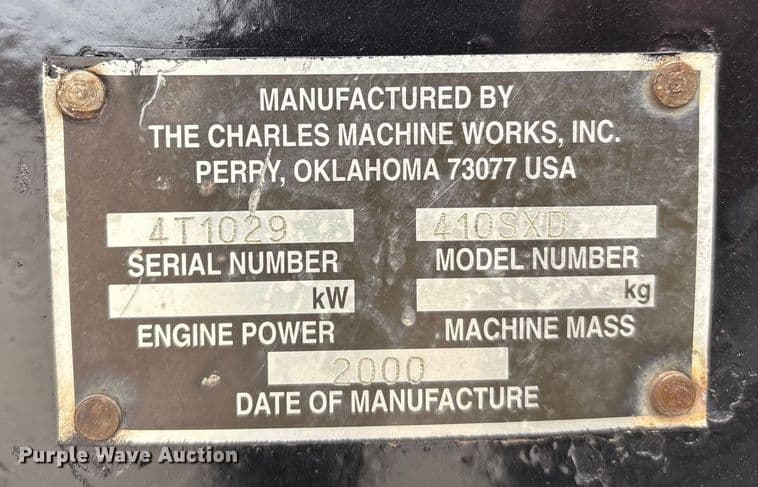 MANUFACTURED BY
THE CHARLES MACHINE WORKS, INC.
PERRY, OKLAHOMA 73077 USA
4T1029 410SXD
SERIAL NUMBER MODEL NUMBER
kW kg
ENGINE POWER MACHINE MASS
2000
DATE OF MANUFACTURE
Purple Wave Auction